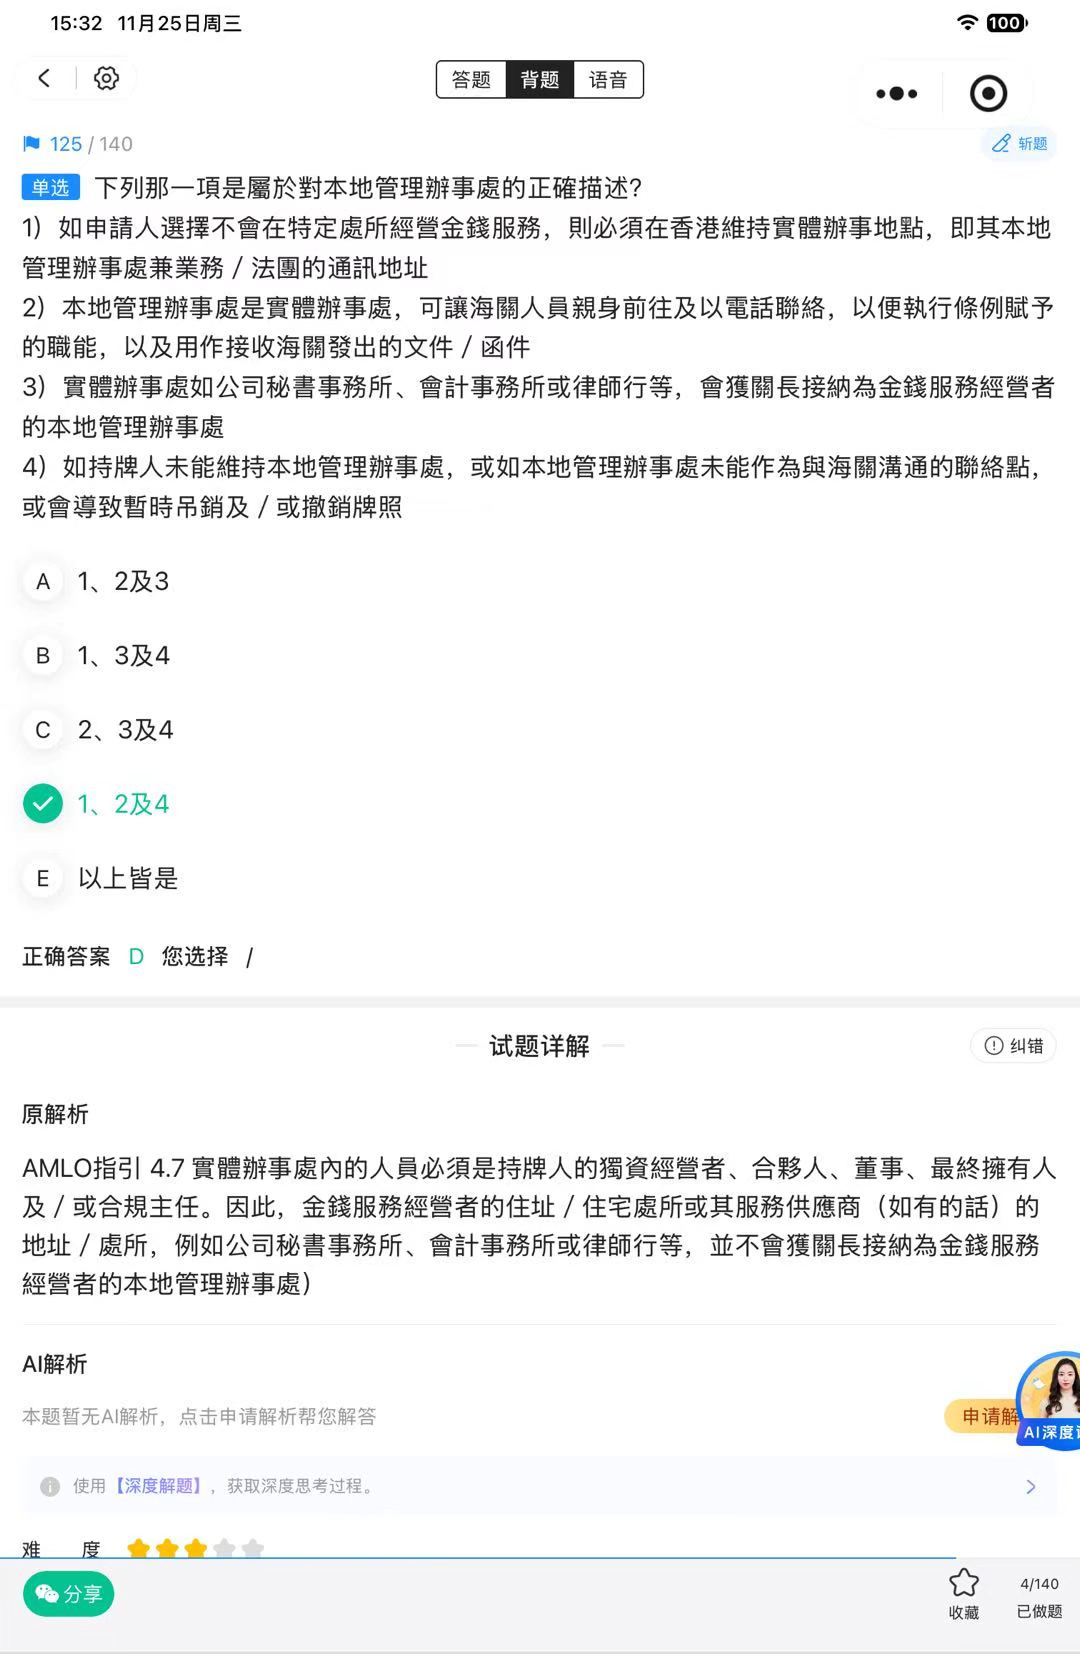 15:32 11月25日周三
100
答题 背题 语音
125 / 140
斩题
单选 下列那一項是屬於對本地管理辦事處的正確描述?
1）如申請人選擇不會在特定處所經營金錢服務，則必須在香港維持實體辦事地點，即其本地
管理辦事處兼業務 / 法團的通訊地址
2）本地管理辦事處是實體辦事處，可讓海關人員親身前往及以電話聯絡，以便執行條例賦予
的職能，以及用作接收海關發出的文件 / 函件
3）實體辦事處如公司秘書事務所、會計事務所或律師行等，會獲關長接納為金錢服務經營者
的本地管理辦事處
4）如持牌人未能維持本地管理辦事處，或如本地管理辦事處未能作為與海關溝通的聯絡點，
或會導致暫時吊銷及 / 或撤銷牌照
A 1、2及3
B 1、3及4
C 2、3及4
1、2及4
E 以上皆是
正确答案 D 您选择 /
试题详解
纠错
原解析
AMLO指引 4.7 實體辦事處內的人員必須是持牌人的獨資經營者、合夥人、董事、最終擁有人
及 / 或合規主任。因此，金錢服務經營者的住址 / 住宅處所或其服務供應商（如有的話）的
地址 / 處所，例如公司秘書事務所、會計事務所或律師行等，並不會獲關長接納為金錢服務
經營者的本地管理辦事處）
AI解析
本题暂无AI解析，点击申请解析帮您解答
申请解
AI深度
使用【深度解题】，获取深度思考过程。
难 度
分享
收藏
4/140
已做题